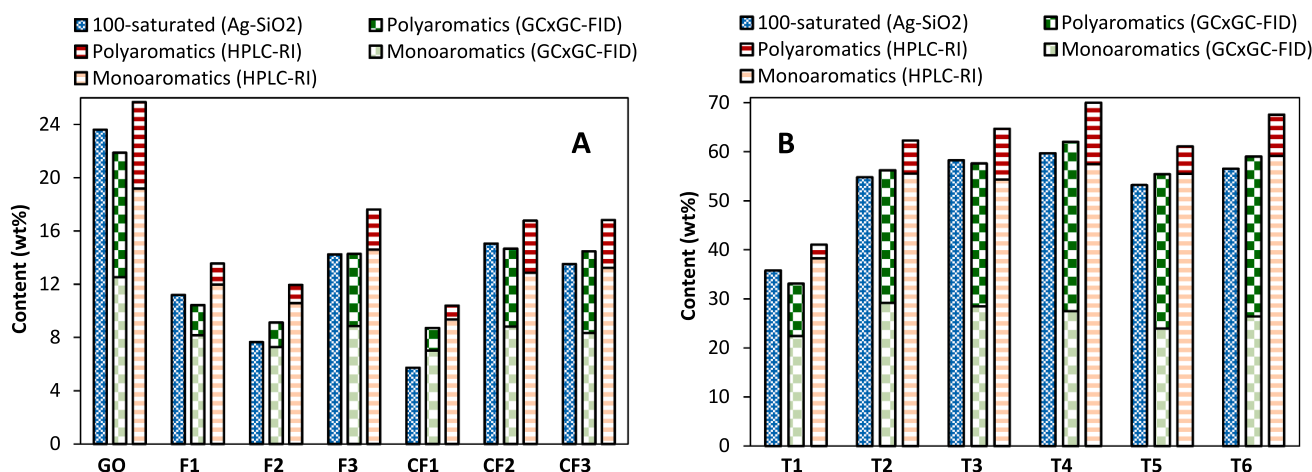 100-saturated (Ag-SiO2) Polyaromatics (GCxGC-FID)
Polyaromatics (HPLC-RI) Monoaromatics (GCxGC-FID)
Monoaromatics (HPLC-RI)
A
Content (wt%)
24
20
16
12
8
4
0
GO F1 F2 F3 CF1 CF2 CF3
100-saturated (Ag-SiO2) Polyaromatics (GCxGC-FID)
Polyaromatics (HPLC-RI) Monoaromatics (GCxGC-FID)
Monoaromatics (HPLC-RI)
B
Content (wt%)
70
60
50
40
30
20
10
0
T1 T2 T3 T4 T5 T6